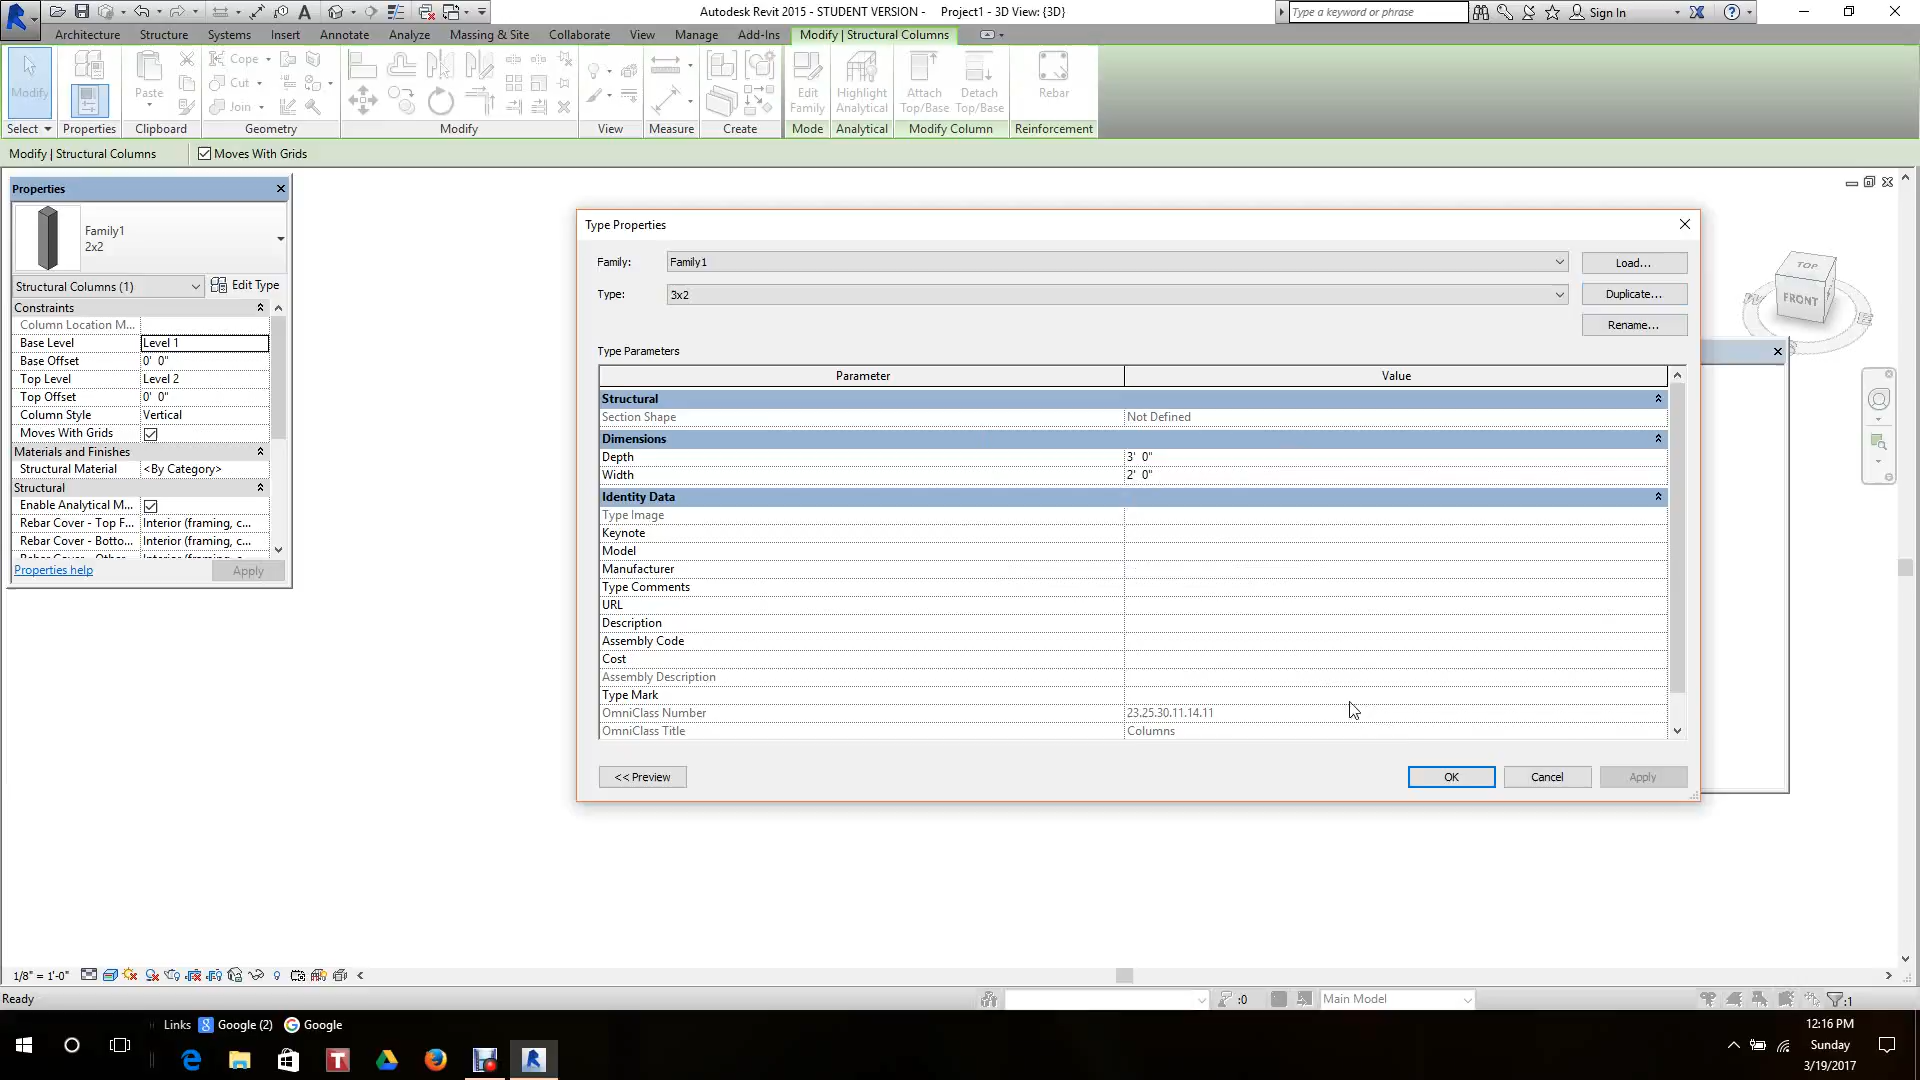 Autodesk Revit 2015 - STUDENT VERSION - Project1 - 3D View: {3D}
Type a keyword or phrase
Sign In
Architecture Structure Systems Insert Annotate Analyze Massing & Site Collaborate View Manage Add-Ins Modify | Structural Columns
Modify
Paste
Cope
Cut
Join
Edit Family
Highlight Analytical
Attach Top/Base
Detach Top/Base
Rebar
Select Properties Clipboard Geometry Modify View Measure Create Mode Analytical Modify Column Reinforcement
Modify | Structural Columns Moves With Grids
Properties
Family1
2x2
Structural Columns (1) Edit Type
Constraints
Column Location M...
Base Level Level 1
Base Offset 0' 0"
Top Level Level 2
Top Offset 0' 0"
Column Style Vertical
Moves With Grids
Materials and Finishes
Structural Material <By Category>
Structural
Enable Analytical M...
Rebar Cover - Top F... Interior (framing, c...
Rebar Cover - Botto... Interior (framing, c...
Properties help Apply
Type Properties
Family: Family1 Load...
Type: 3x2 Duplicate...
Rename...
Type Parameters
Parameter Value
Structural
Section Shape Not Defined
Dimensions
Depth 3' 0"
Width 2' 0"
Identity Data
Type Image
Keynote
Model
Manufacturer
Type Comments
URL
Description
Assembly Code
Cost
Assembly Description
Type Mark
OmniClass Number 23.25.30.11.14.11
OmniClass Title Columns
<< Preview OK Cancel Apply
TOP
FRONT
1/8" = 1'-0"
Ready :0 Main Model :1
Links Google (2) Google
12:16 PM
Sunday
3/19/2017